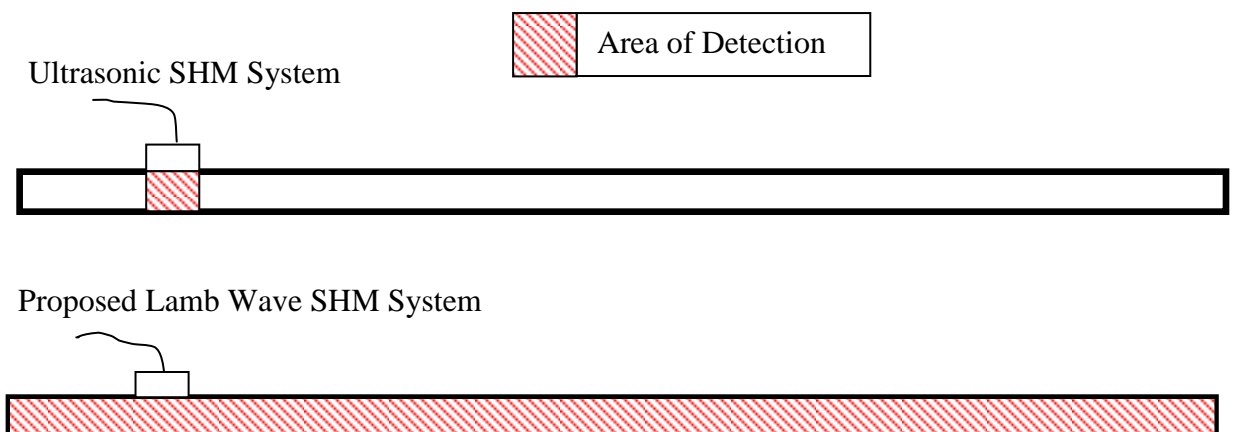 Area of Detection
Ultrasonic SHM System
Proposed Lamb Wave SHM System